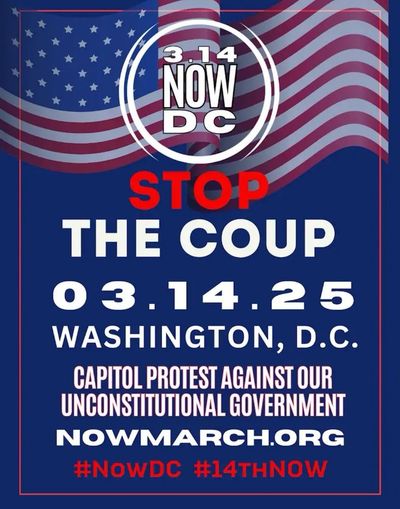 3.14
NOW
DC
STOP
THE COUP
03.14.25
WASHINGTON, D.C.
CAPITOL PROTEST AGAINST OUR
UNCONSTITUTIONAL GOVERNMENT
NOWMARCH.ORG
#NOWDC #14THNOW